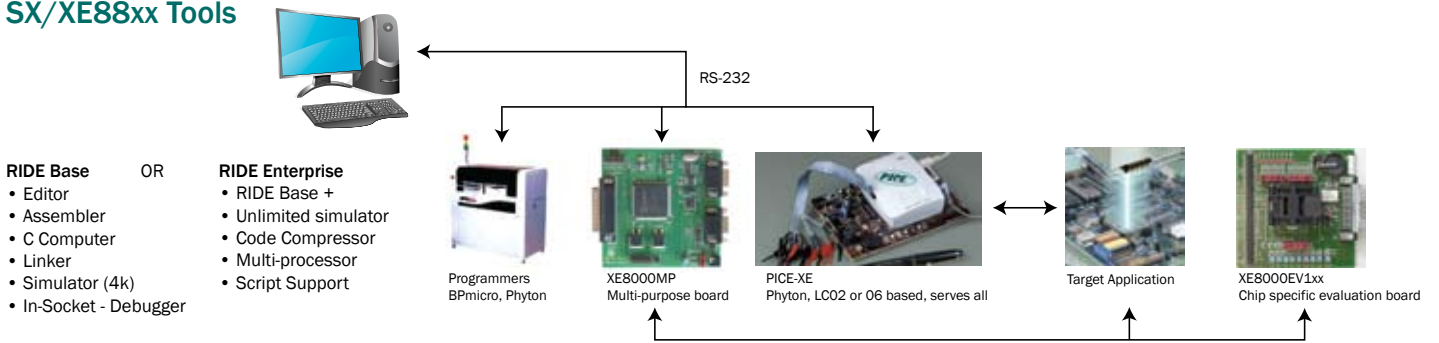 SX/XE88xx Tools
RS-232
RIDE Base OR RIDE Enterprise
• Editor
• Assembler
• C Computer
• Linker
• Simulator (4k)
• In-Socket - Debugger
• RIDE Base +
• Unlimited simulator
• Code Compressor
• Multi-processor
• Script Support
PICE
Programmers
BPmicro, Phyton
XE8000MP
Multi-purpose board
PICE-XE
Phyton, LC02 or 06 based, serves all
Target Application
XE8000EV1xx
Chip specific evaluation board